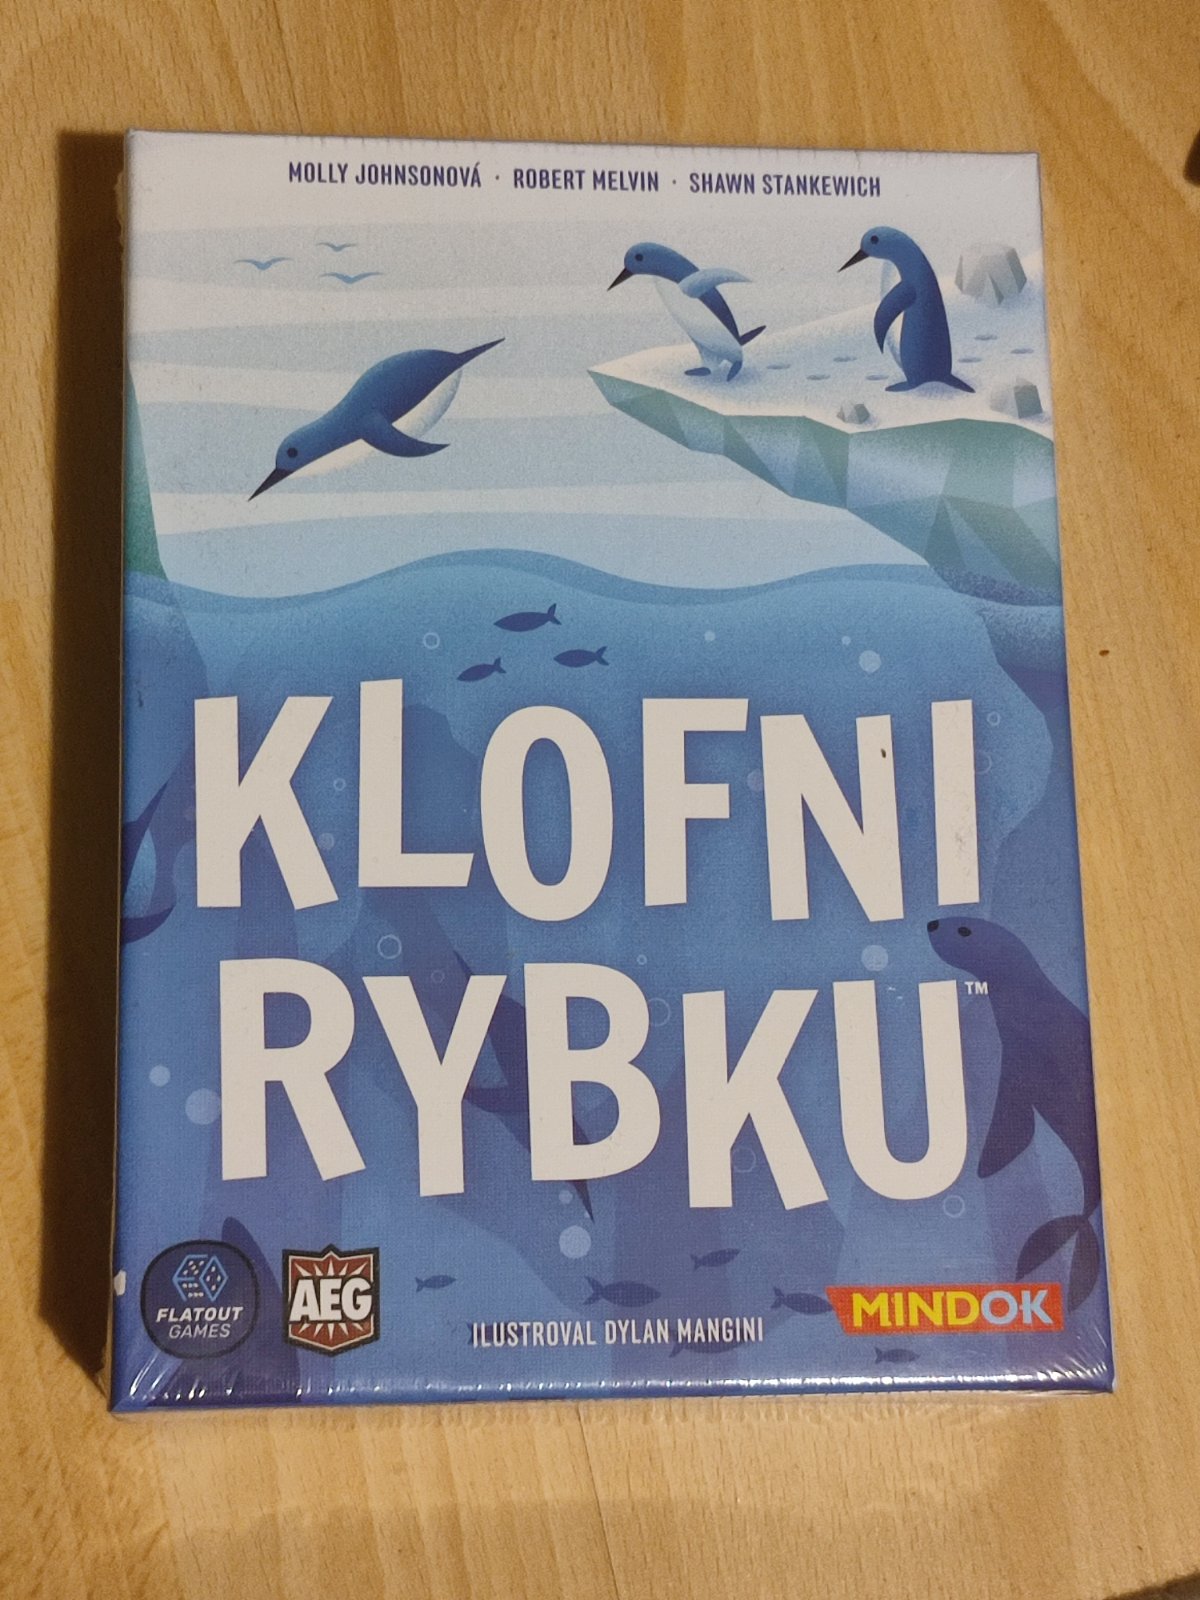 MOLLY JOHNSONOVÁ · ROBERT MELVIN · SHAWN STANKEWICH
KLOFNI
RYBKU™
FLATOUT
GAMES
AEG
ILUSTROVAL DYLAN MANGINI
MINDOK